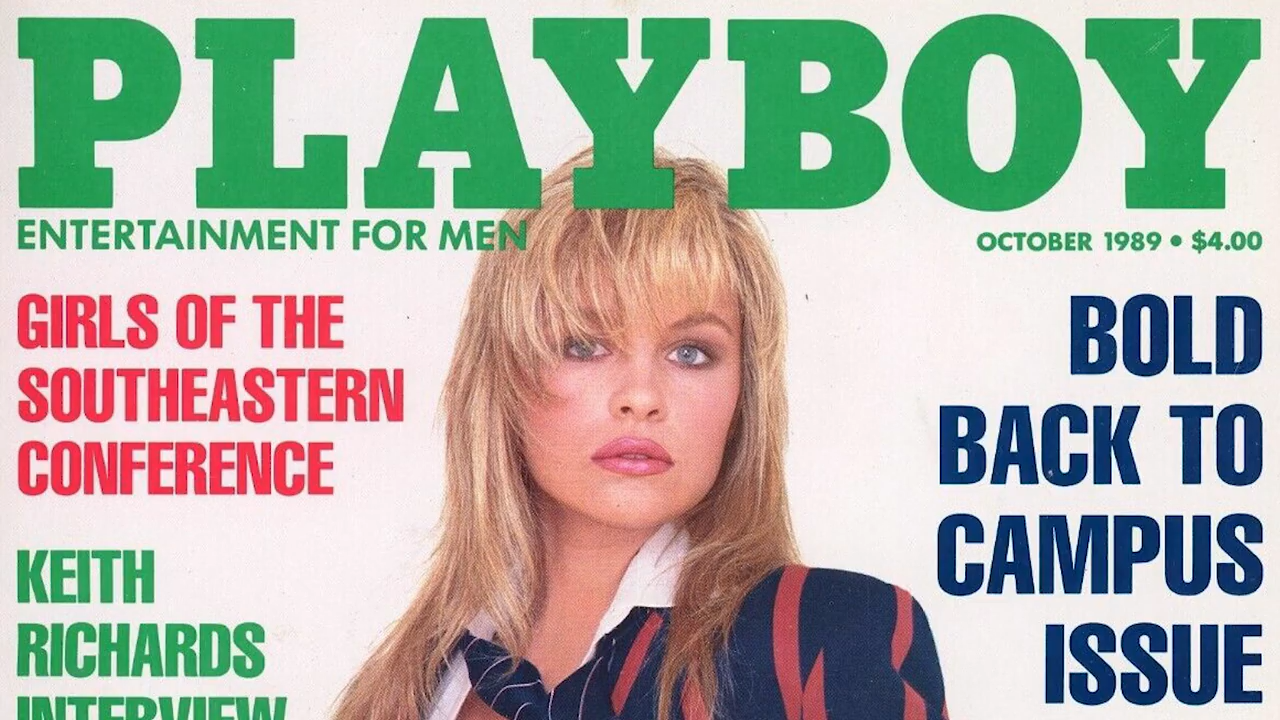 PLAYBOY
ENTERTAINMENT FOR MEN
OCTOBER 1989 • $4.00
GIRLS OF THE
SOUTHEASTERN
CONFERENCE
KEITH
RICHARDS
INTERVIEW
BOLD
BACK TO
CAMPUS
ISSUE